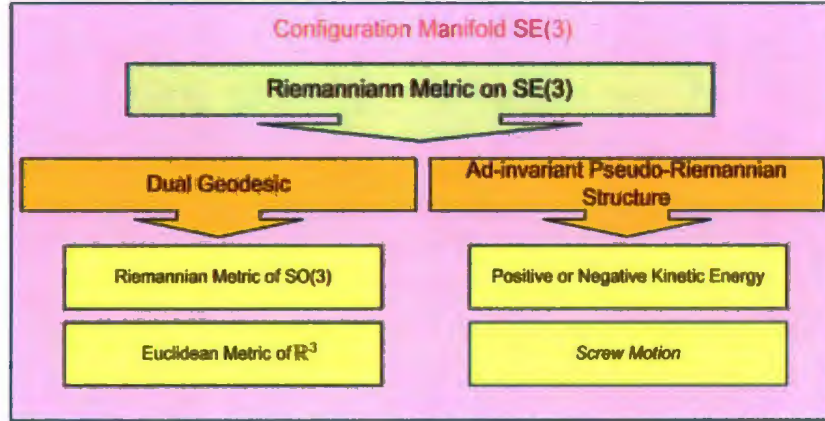 Configuration Manifold SE(3)
Riemanniann Metric on SE(3)
Dual Geodesic
Ad-invariant Pseudo-Riemannian
Structure
Riemannian Metric of SO(3)
Positive or Negative Kinetic Energy
Euclidean Metric of ℝ³
Screw Motion